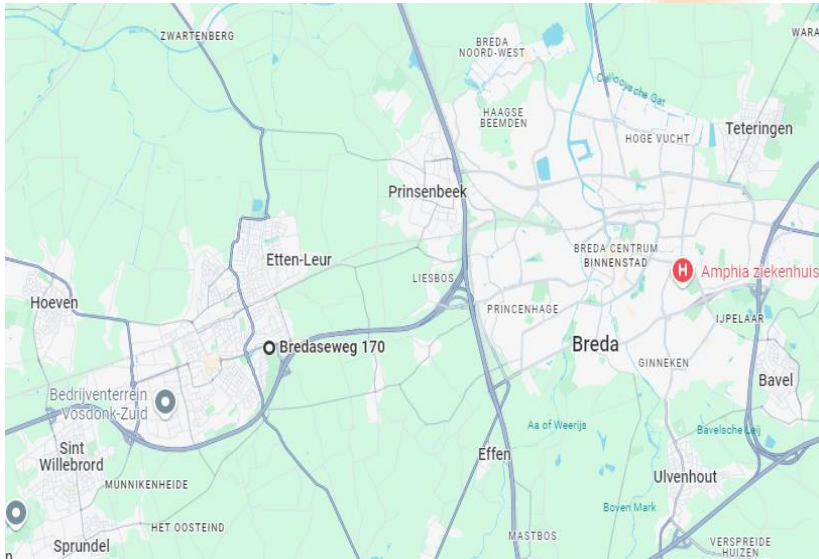 ZWARTENBERG
BREDA
NOORD-WEST
WARA
Gallooysche Gat
HAAGSE
BEEMDEN
HOGE VUCHT
Teteringen
Prinsenbeek
BREDA CENTRUM
BINNENSTAD
Etten-Leur
LIESBOS
H Amphia ziekenhuis
Hoeven
PRINCENHAGE
IJPELAAR
Bredaseweg 170
Breda
GINNEKEN
Bavel
Bedrijventerrein
Vosdonk-Zuid
Aa of Weerijs
Bavelsche Leij
Sint
Willebrord
Effen
Ulvenhout
MUNNIKENHEIDE
Boven Mark
HET OOSTEIND
MASTBOS
VERSPREIDE
HUIZEN
Sprundel
n